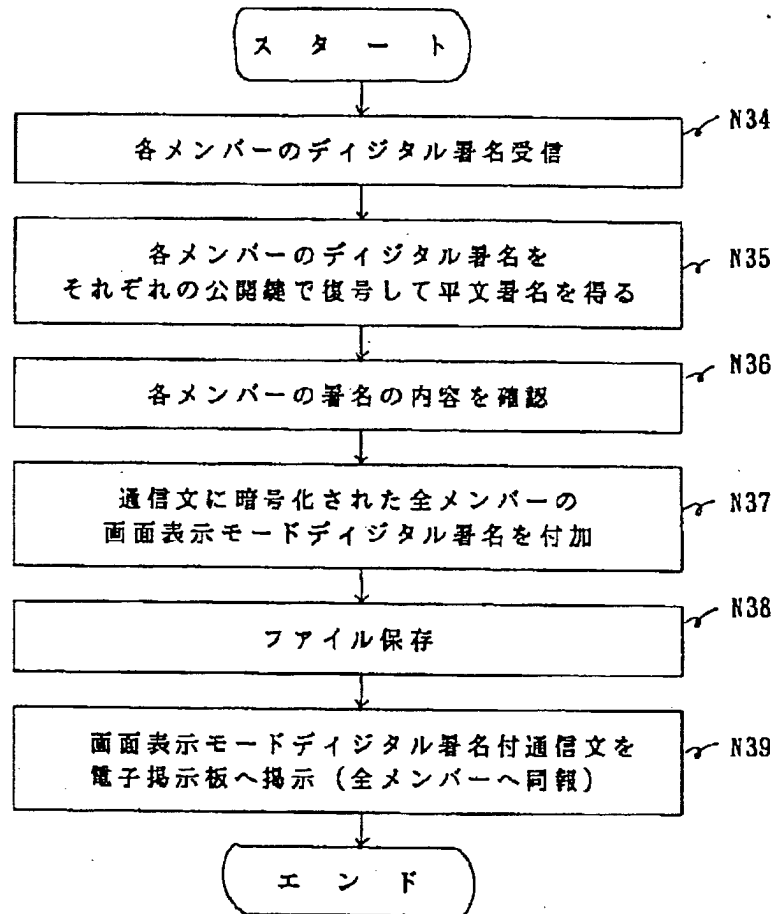 スタート
N34
各メンバーのディジタル署名受信
各メンバーのディジタル署名を
N35
それぞれの公開鍵で復号して平文署名を得る
N36
各メンバーの署名の内容を確認
通信文に暗号化された全メンバーの
N37
画面表示モードディジタル署名を付加
N38
ファイル保存
画面表示モードディジタル署名付通信文を
N39
電子掲示板へ掲示(全メンバーへ同報)
エンド